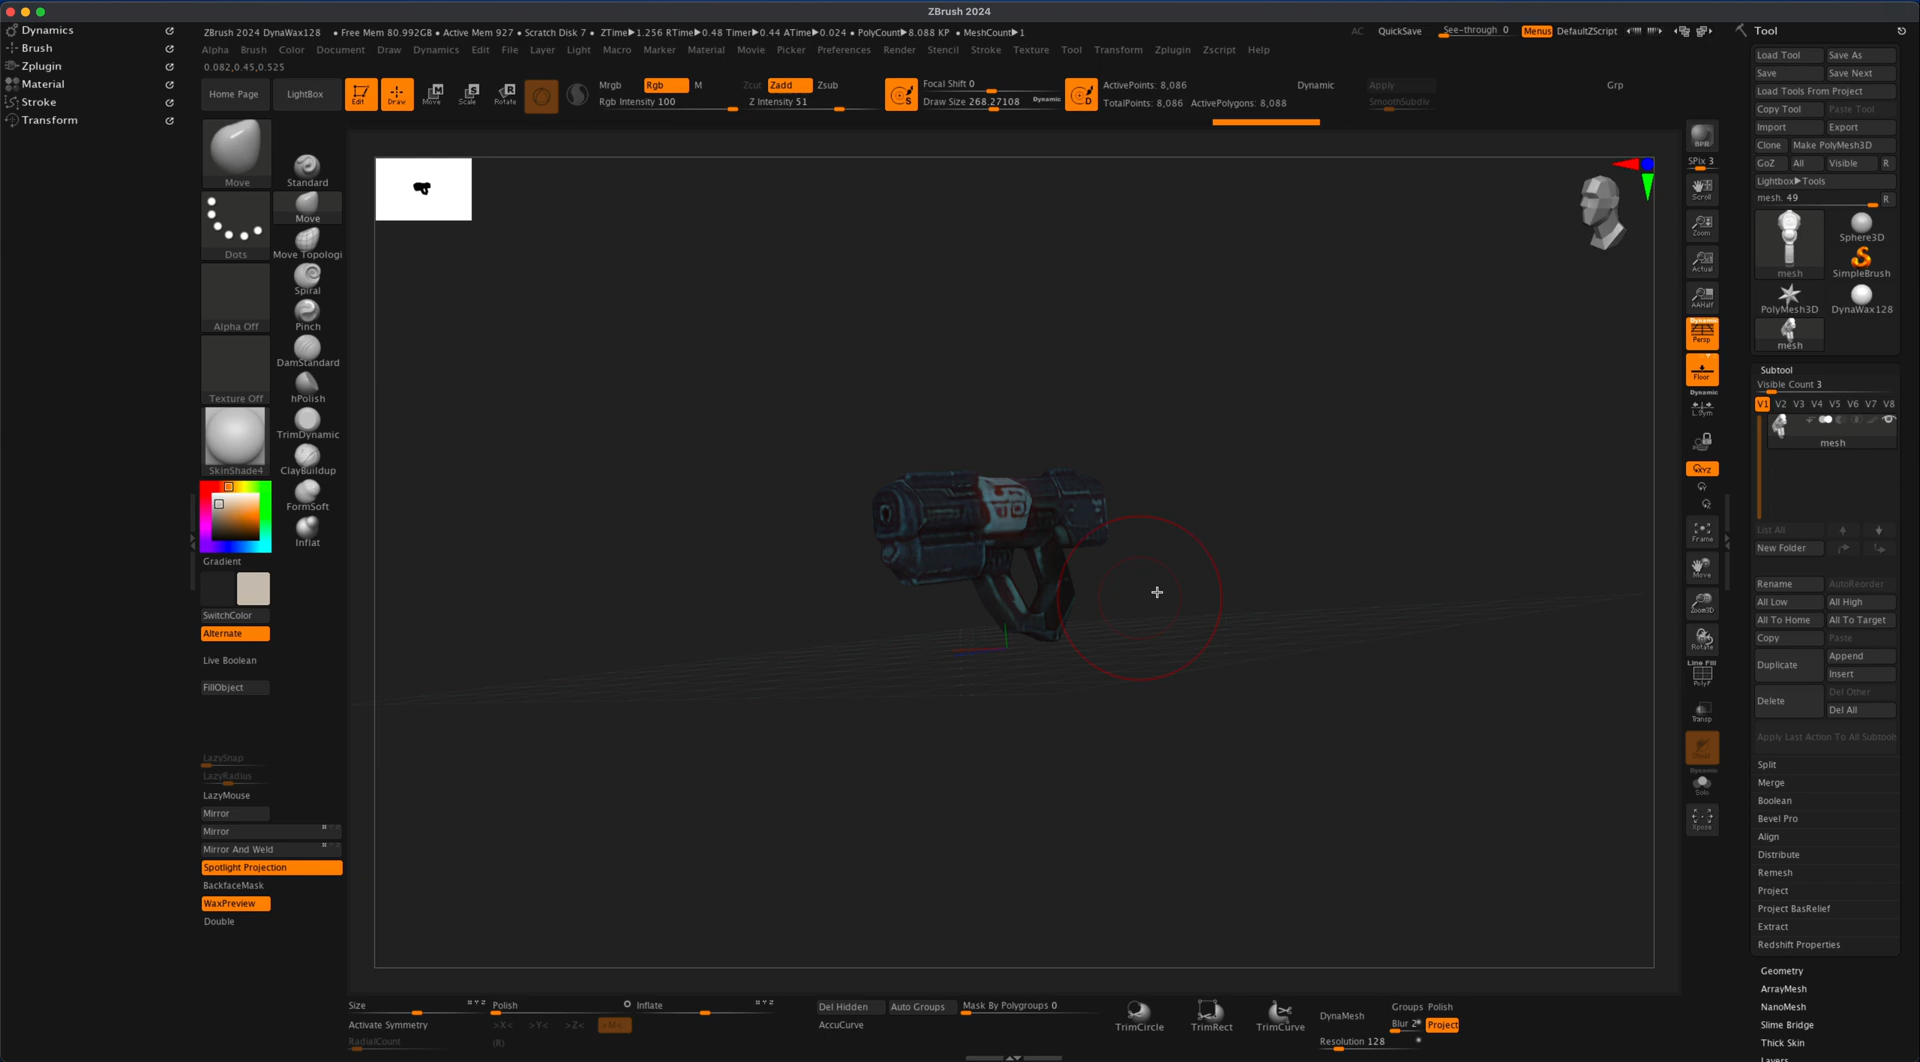 ZBrush 2024
Dynamics
Brush
Zplugin
Material
Stroke
Transform
ZBrush 2024 DynaWax128 • Free Mem 80.992GB • Active Mem 927 • Scratch Disk 7 • ZTime▶1.256 RTime▶0.48 Timer▶0.44 ATime▶0.024 • PolyCount▶8.088 KP • MeshCount▶1
AC QuickSave See-through 0 Menus DefaultZScript
Alpha Brush Color Document Draw Dynamics Edit File Layer Light Macro Marker Material Movie Picker Preferences Render Stencil Stroke Texture Tool Transform Zplugin Zscript Help
0.082,0.45,0.525
Home Page LightBox Edit Draw Move Scale Rotate
Mrgb Rgb M Zcut Zadd Zsub
Rgb Intensity 100 Z Intensity 51
Focal Shift 0
Draw Size 268.27108 Dynamic
ActivePoints: 8,086 Dynamic Apply Grp
TotalPoints: 8,086 ActivePolygons: 8,088 SmoothSubdiv
Move
Standard
Move
Dots
Move Topologi
Spiral
Alpha Off
Pinch
DamStandard
Texture Off
hPolish
TrimDynamic
SkinShade4
ClayBuildup
FormSoft
Inflat
Gradient
SwitchColor
Alternate
Live Boolean
FillObject
LazySnap
LazyRadius
LazyMouse
Mirror
Mirror
Mirror And Weld
Spotlight Projection
BackfaceMask
WaxPreview
Double
BPR
SPix 3
Scroll
Zoom
Actual
AAHalf
Dynamic
Persp
Floor
Dynamic
L.Sym
XYZ
Frame
Move
Zoom3D
Rotate
Line Fill
PolyF
Transp
Dynamic
Solo
Xpose
Tool
Load Tool Save As
Save Save Next
Load Tools From Project
Copy Tool Paste Tool
Import Export
Clone Make PolyMesh3D
GoZ All Visible R
Lightbox▶Tools
mesh. 49 R
mesh
Sphere3D
SimpleBrush
PolyMesh3D DynaWax128
mesh
Subtool
Visible Count 3
V1 V2 V3 V4 V5 V6 V7 V8
mesh
List All
New Folder
Rename AutoReorder
All Low All High
All To Home All To Target
Copy Paste
Duplicate Append
Insert
Delete Del Other
Del All
Apply Last Action To All Subtools
Split
Merge
Boolean
Bevel Pro
Align
Distribute
Remesh
Project
Project BasRelief
Extract
Redshift Properties
Geometry
ArrayMesh
NanoMesh
Slime Bridge
Thick Skin
Layers
Size X Y Z Polish Inflate X Y Z
Activate Symmetry >X< >Y< >Z< >M<
RadialCount (R)
Del Hidden Auto Groups Mask By Polygroups 0
AccuCurve
TrimCircle TrimRect TrimCurve
DynaMesh
Resolution 128
Groups Polish
Blur 2 Project